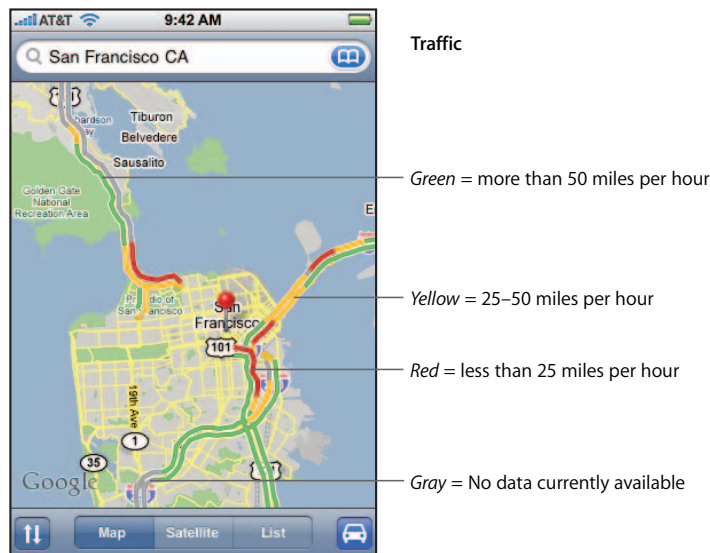 AT&T 9:42 AM
San Francisco CA
Traffic
Tiburon
Belvedere
Sausalito
Golden Gate
National
Recreation Area
Green = more than 50 miles per hour
Yellow = 25–50 miles per hour
San
Francisco
101
Red = less than 25 miles per hour
19th Ave
1
35
Google
Gray = No data currently available
Map Satellite List